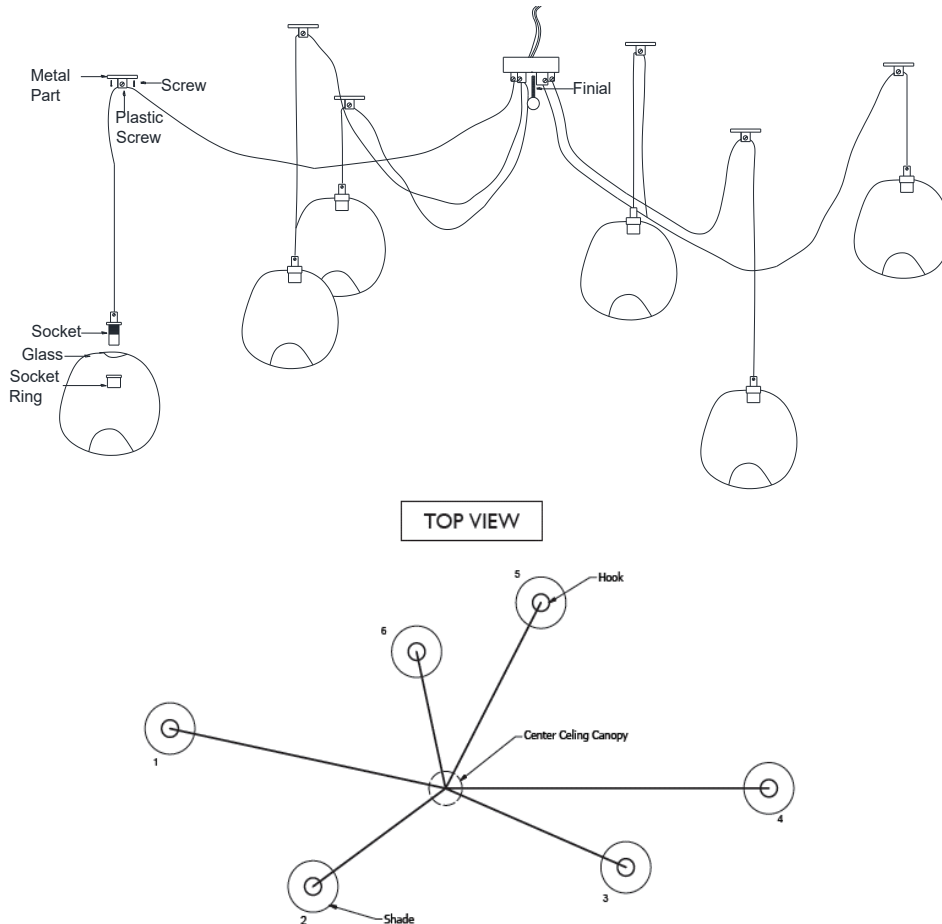 Metal
Part
Screw
Plastic
Screw
Finial
Socket
Glass
Socket
Ring
TOP VIEW
5
Hook
6
1
Center Celing Canopy
4
3
2
Shade